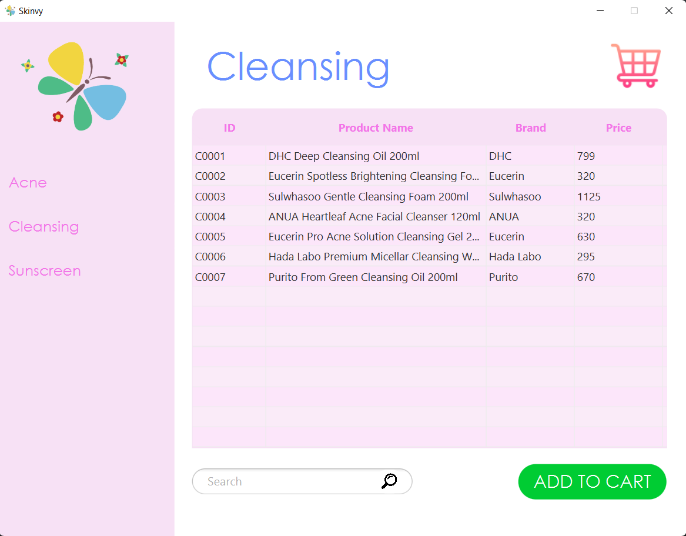 Skinvy
Cleansing
Acne
Cleansing
Sunscreen
ID Product Name Brand Price
C0001 DHC Deep Cleansing Oil 200ml DHC 799
C0002 Eucerin Spotless Brightening Cleansing Fo... Eucerin 320
C0003 Sulwhasoo Gentle Cleansing Foam 200ml Sulwhasoo 1125
C0004 ANUA Heartleaf Acne Facial Cleanser 120ml ANUA 320
C0005 Eucerin Pro Acne Solution Cleansing Gel 2... Eucerin 630
C0006 Hada Labo Premium Micellar Cleansing W... Hada Labo 295
C0007 Purito From Green Cleansing Oil 200ml Purito 670
Search
ADD TO CART